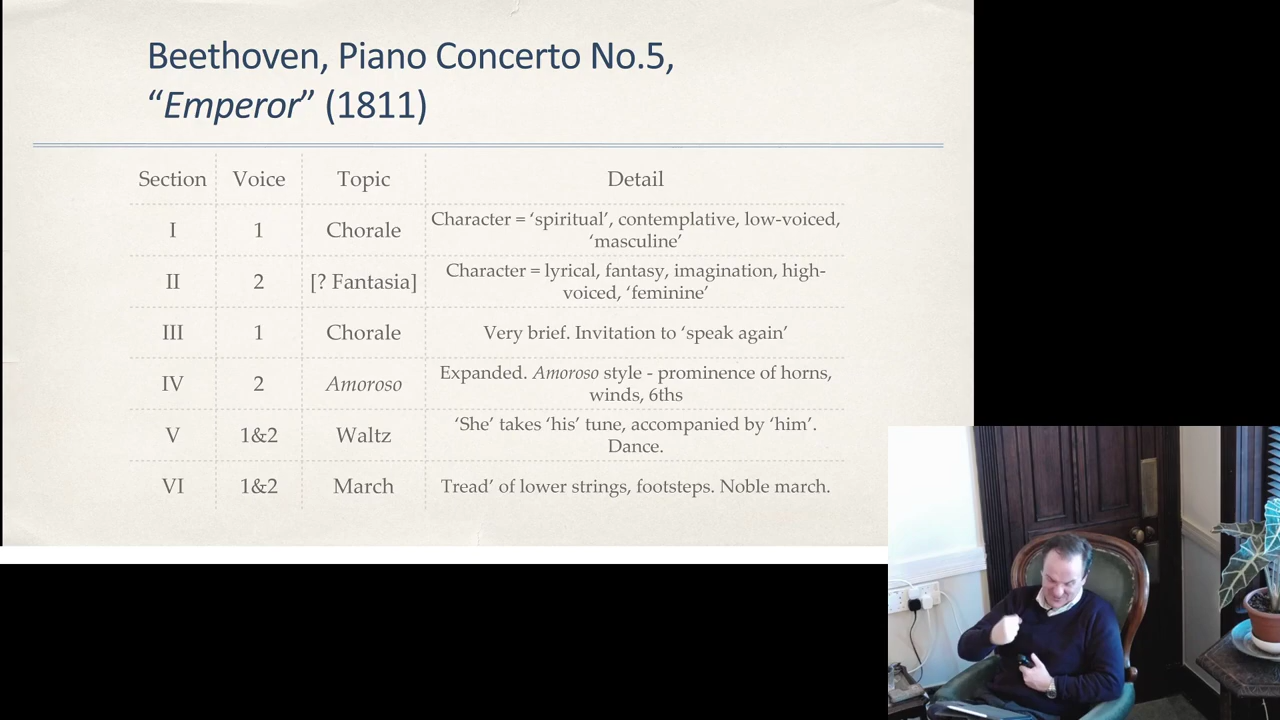 Beethoven, Piano Concerto No.5,
“Emperor” (1811)
Section Voice Topic Detail
I 1 Chorale Character = ‘spiritual’, contemplative, low-voiced,
‘masculine’
II 2 [? Fantasia] Character = lyrical, fantasy, imagination, high-
voiced, ‘feminine’
III 1 Chorale Very brief. Invitation to ‘speak again’
IV 2 Amoroso Expanded. Amoroso style - prominence of horns,
winds, 6ths
V 1&2 Waltz ‘She’ takes ‘his’ tune, accompanied by ‘him’.
Dance.
VI 1&2 March Tread’ of lower strings, footsteps. Noble march.